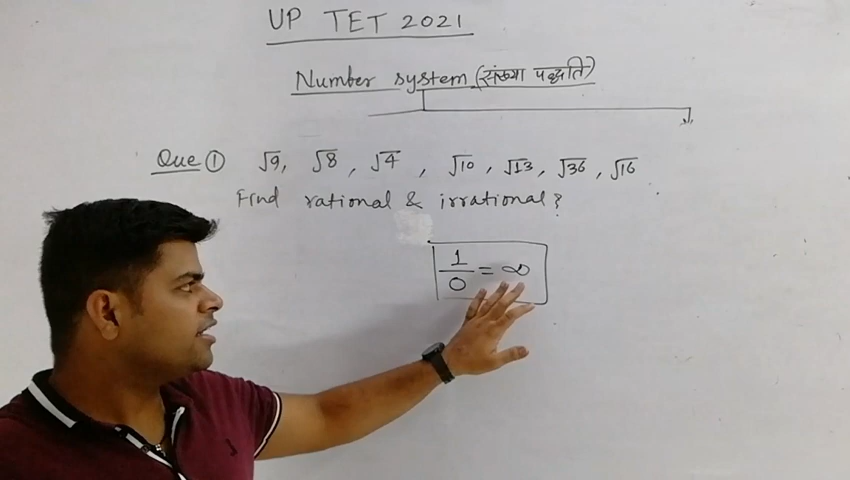 UP TET 2021
Number system (संख्या पद्धति)
Que ① √9, √8, √4, √10, √13, √36, √16
Find rational & irrational?
1/0 = ∞